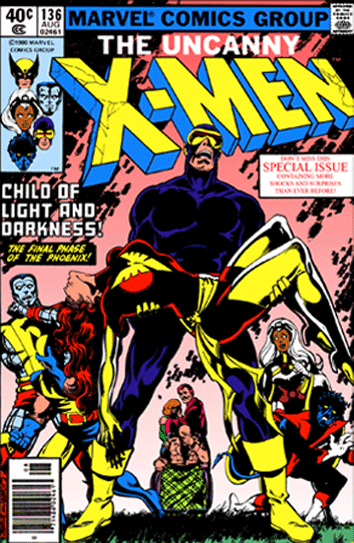 40¢
136
AUG
02461
MARVEL COMICS GROUP
©1980 MARVEL
COMICS GROUP
THE UNCANNY
X-MEN
TM
DON'T MISS THIS
SPECIAL ISSUE
CONTAINING MORE
SHOCKS AND SURPRISES
THAN EVER BEFORE!
CHILD OF
LIGHT AND
DARKNESS!
THE FINAL PHASE
OF THE PHOENIX!